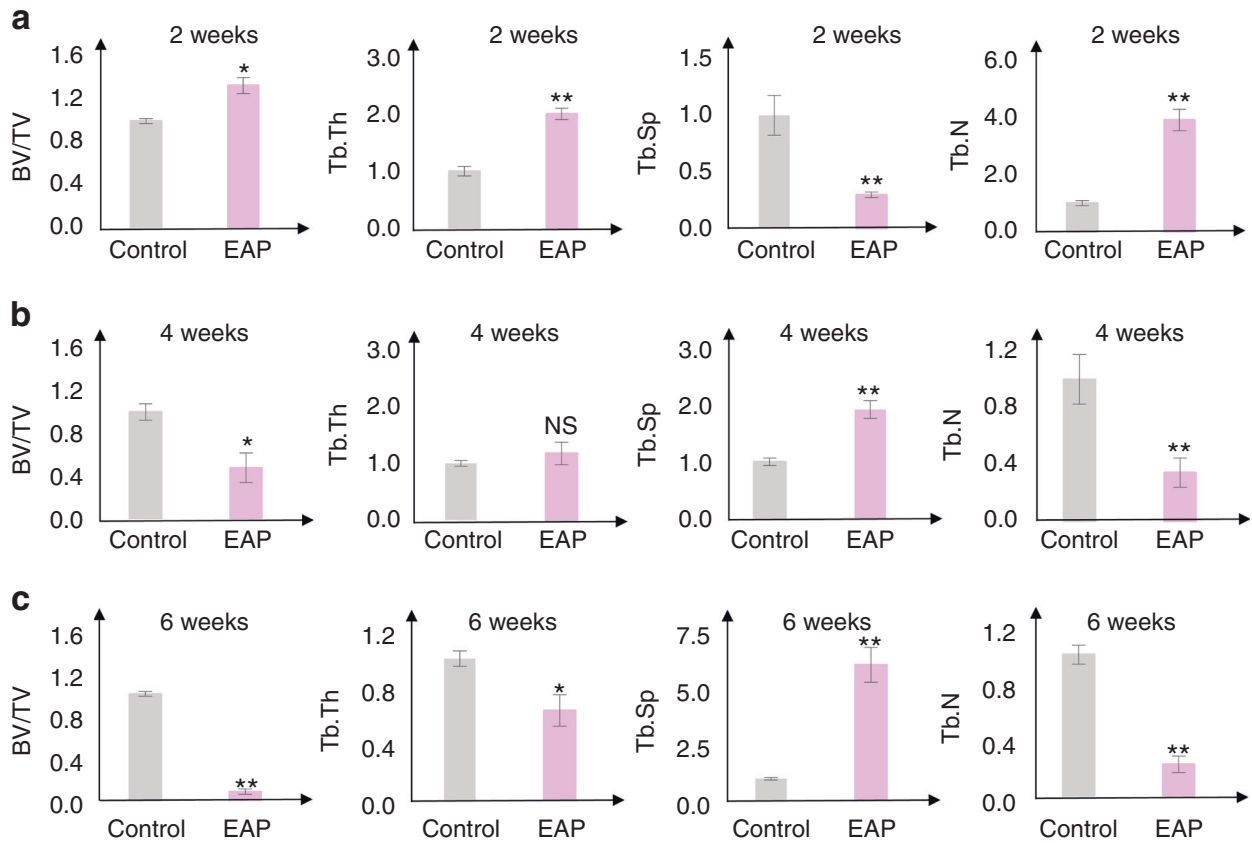 a
2 weeks
BV/TV
1.6
1.2
0.8
0.4
0.0
*
Control EAP
2 weeks
Tb.Th
3.0
2.0
1.0
0.0
**
Control EAP
2 weeks
Tb.Sp
1.5
1.0
0.5
0.0
**
Control EAP
2 weeks
Tb.N
6.0
4.0
2.0
0.0
**
Control EAP
b
4 weeks
BV/TV
1.6
1.2
0.8
0.4
0.0
*
Control EAP
4 weeks
Tb.Th
3.0
2.0
1.0
0.0
NS
Control EAP
4 weeks
Tb.Sp
3.0
2.0
1.0
0.0
**
Control EAP
4 weeks
Tb.N
1.2
0.8
0.4
0.0
**
Control EAP
c
6 weeks
BV/TV
1.6
1.2
0.8
0.4
0.0
**
Control EAP
6 weeks
Tb.Th
1.2
0.8
0.4
0.0
*
Control EAP
6 weeks
Tb.Sp
7.5
5.0
2.5
0.0
**
Control EAP
6 weeks
Tb.N
1.2
0.8
0.4
0.0
**
Control EAP